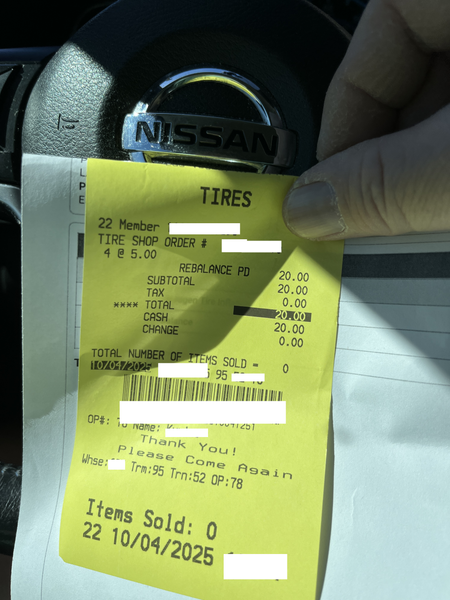 NISSAN
TIRES
22 Member
TIRE SHOP ORDER #
4 @ 5.00
REBALANCE PD 20.00
SUBTOTAL 20.00
TAX 0.00
**** TOTAL 20.00
CASH 20.00
CHANGE 0.00
TOTAL NUMBER OF ITEMS SOLD = 0
10/04/2025 95
OP#: Name:
Thank You!
Please Come Again
Whse: Trm:95 Trn:52 OP:78
Items Sold: 0
22 10/04/2025